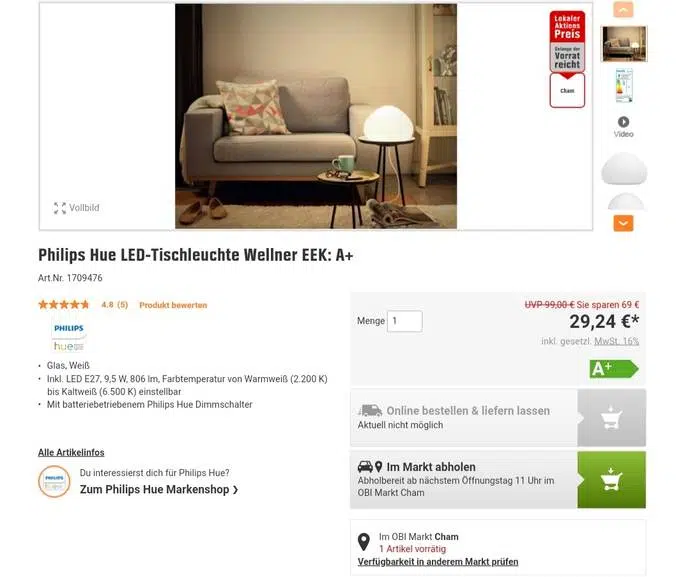 Lokaler
Aktions
Preis
Solange der
Vorrat
reicht
Cham
Video
Vollbild
Philips Hue LED-Tischleuchte Wellner EEK: A+
Art.Nr. 1709476
4.8 (5) Produkt bewerten
PHILIPS
hue
• Glas, Weiß
• Inkl. LED E27, 9,5 W, 806 lm, Farbtemperatur von Warmweiß (2.200 K)
bis Kaltweiß (6.500 K) einstellbar
• Mit batteriebetriebenem Philips Hue Dimmschalter
Alle Artikelinfos
PHILIPS
Du interessierst dich für Philips Hue?
Zum Philips Hue Markenshop ❯
UVP 99,00 € Sie sparen 69 €
Menge 1
29,24 €*
inkl. gesetzl. MwSt. 16%
A+
Online bestellen & liefern lassen
Aktuell nicht möglich
Im Markt abholen
Abholbereit ab nächstem Öffnungstag 11 Uhr im
OBI Markt Cham
Im OBI Markt Cham
1 Artikel vorrätig
Verfügbarkeit in anderem Markt prüfen